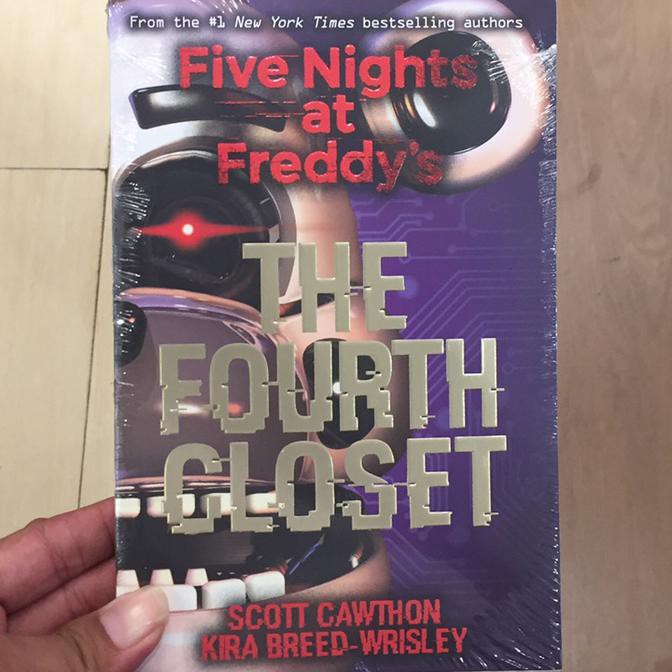 From the #1 New York Times bestselling authors
Five Nights
at
Freddy's
THE
FOURTH
CLOSET
SCOTT CAWTHON
KIRA BREED-WRISLEY